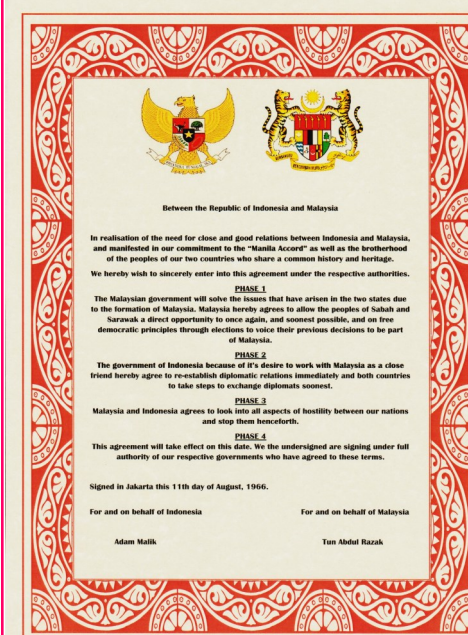 Between the Republic of Indonesia and Malaysia
In realisation of the need for close and good relations between Indonesia and Malaysia,
and manifested in our commitment to the “Manila Accord” as well as the brotherhood
of the peoples of our two countries who share a common history and heritage.
We hereby wish to sincerely enter into this agreement under the respective authorities.
PHASE 1
The Malaysian government will solve the issues that have arisen in the two states due
to the formation of Malaysia. Malaysia hereby agrees to allow the peoples of Sabah and
Sarawak a direct opportunity to once again, and soonest possible, and on free
democratic principles through elections to voice their previous decisions to be part
of Malaysia.
PHASE 2
The government of Indonesia because of it's desire to work with Malaysia as a close
friend hereby agree to re-establish diplomatic relations immediately and both countries
to take steps to exchange diplomats soonest.
PHASE 3
Malaysia and Indonesia agrees to look into all aspects of hostility between our nations
and stop them henceforth.
PHASE 4
This agreement will take effect on this date. We the undersigned are signing under full
authority of our respective governments who have agreed to these terms.
Signed in Jakarta this 11th day of August, 1966.
For and on behalf of Indonesia
For and on behalf of Malaysia
Adam Malik
Tun Abdul Razak